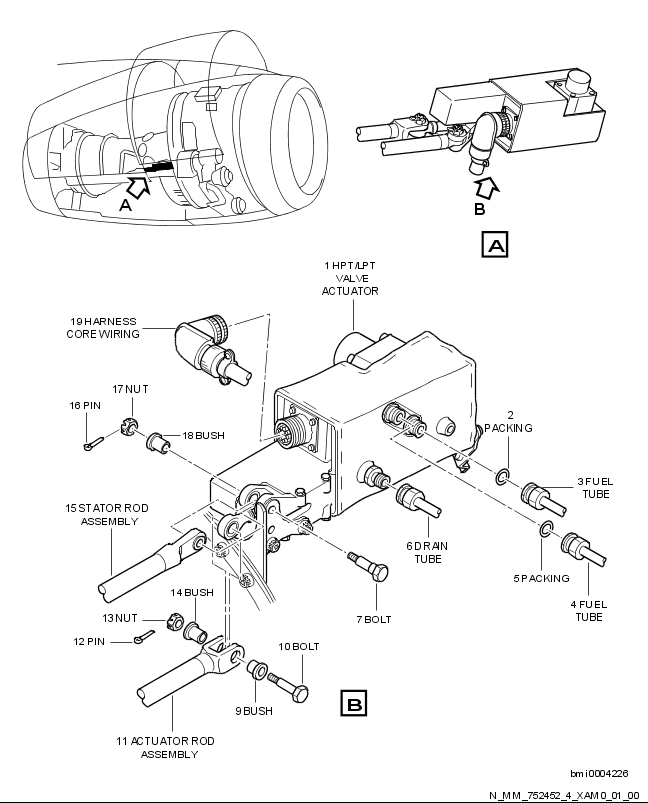 A
B
A
1 HPT/LPT
VALVE
ACTUATOR
19 HARNESS
CORE WIRING
17 NUT
16 PIN
18 BUSH
2
PACKING
3 FUEL
TUBE
15 STATOR ROD
ASSEMBLY
6 DRAIN
TUBE
5 PACKING
14 BUSH
13 NUT
12 PIN
7 BOLT
4 FUEL
TUBE
10 BOLT
9 BUSH
B
11 ACTUATOR ROD
ASSEMBLY
bmi0004226
N_MM_752452_4_XAM0_01_00